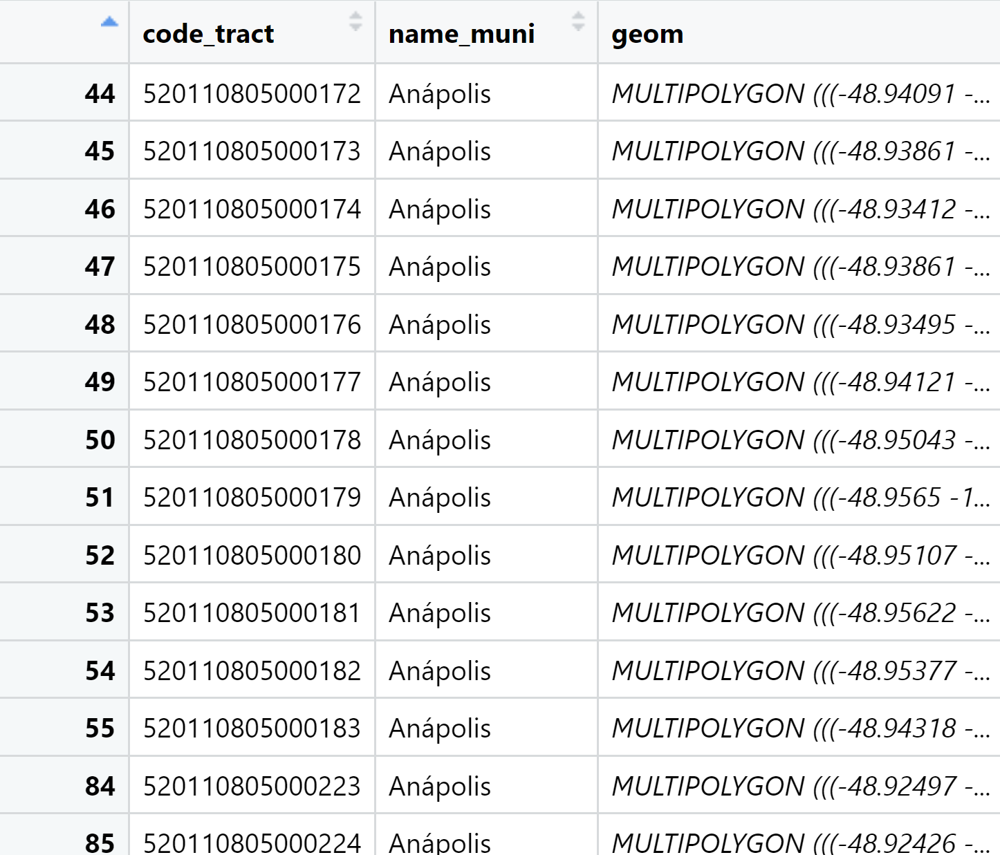 code_tract name_muni geom
44 520110805000172 Anápolis MULTIPOLYGON (((-48.94091 -...
45 520110805000173 Anápolis MULTIPOLYGON (((-48.93861 -...
46 520110805000174 Anápolis MULTIPOLYGON (((-48.93412 -...
47 520110805000175 Anápolis MULTIPOLYGON (((-48.93861 -...
48 520110805000176 Anápolis MULTIPOLYGON (((-48.93495 -...
49 520110805000177 Anápolis MULTIPOLYGON (((-48.94121 -...
50 520110805000178 Anápolis MULTIPOLYGON (((-48.95043 -...
51 520110805000179 Anápolis MULTIPOLYGON (((-48.9565 -1...
52 520110805000180 Anápolis MULTIPOLYGON (((-48.95107 -...
53 520110805000181 Anápolis MULTIPOLYGON (((-48.95622 -...
54 520110805000182 Anápolis MULTIPOLYGON (((-48.95377 -...
55 520110805000183 Anápolis MULTIPOLYGON (((-48.94318 -...
84 520110805000223 Anápolis MULTIPOLYGON (((-48.92497 -...
85 520110805000224 Anápolis MULTIPOLYGON (((-48.92426 -...